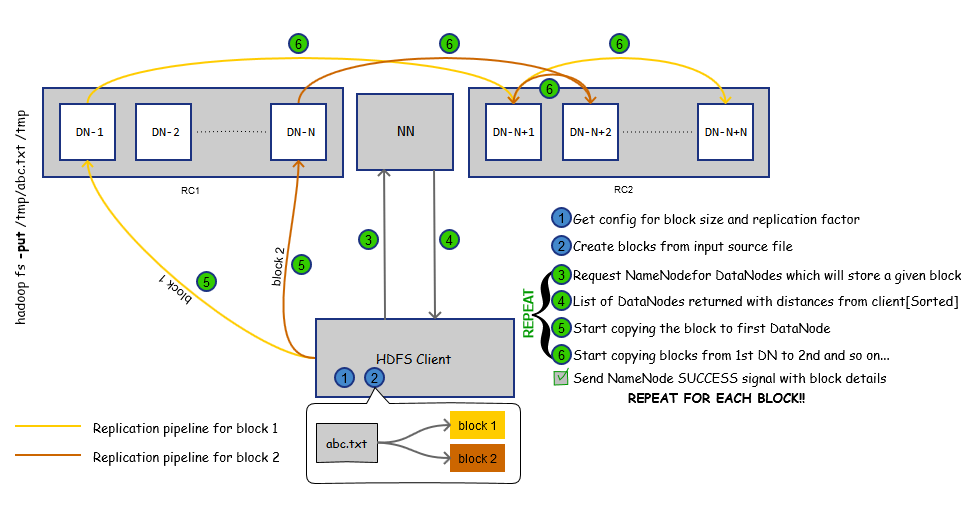 hadoop fs -put /tmp/abc.txt /tmp
6
6
6
6
DN-1
DN-2
DN-N
NN
DN-N+1
DN-N+2
DN-N+N
RC1
RC2
3
4
block 1
5
block 2
5
1 Get config for block size and replication factor
2 Create blocks from input source file
REPEAT
3 Request NameNodefor DataNodes which will store a given block
4 List of DataNodes returned with distances from client[Sorted]
5 Start copying the block to first DataNode
6 Start copying blocks from 1st DN to 2nd and so on...
Send NameNode SUCCESS signal with block details
REPEAT FOR EACH BLOCK!!
HDFS Client
1
2
abc.txt
block 1
block 2
Replication pipeline for block 1
Replication pipeline for block 2